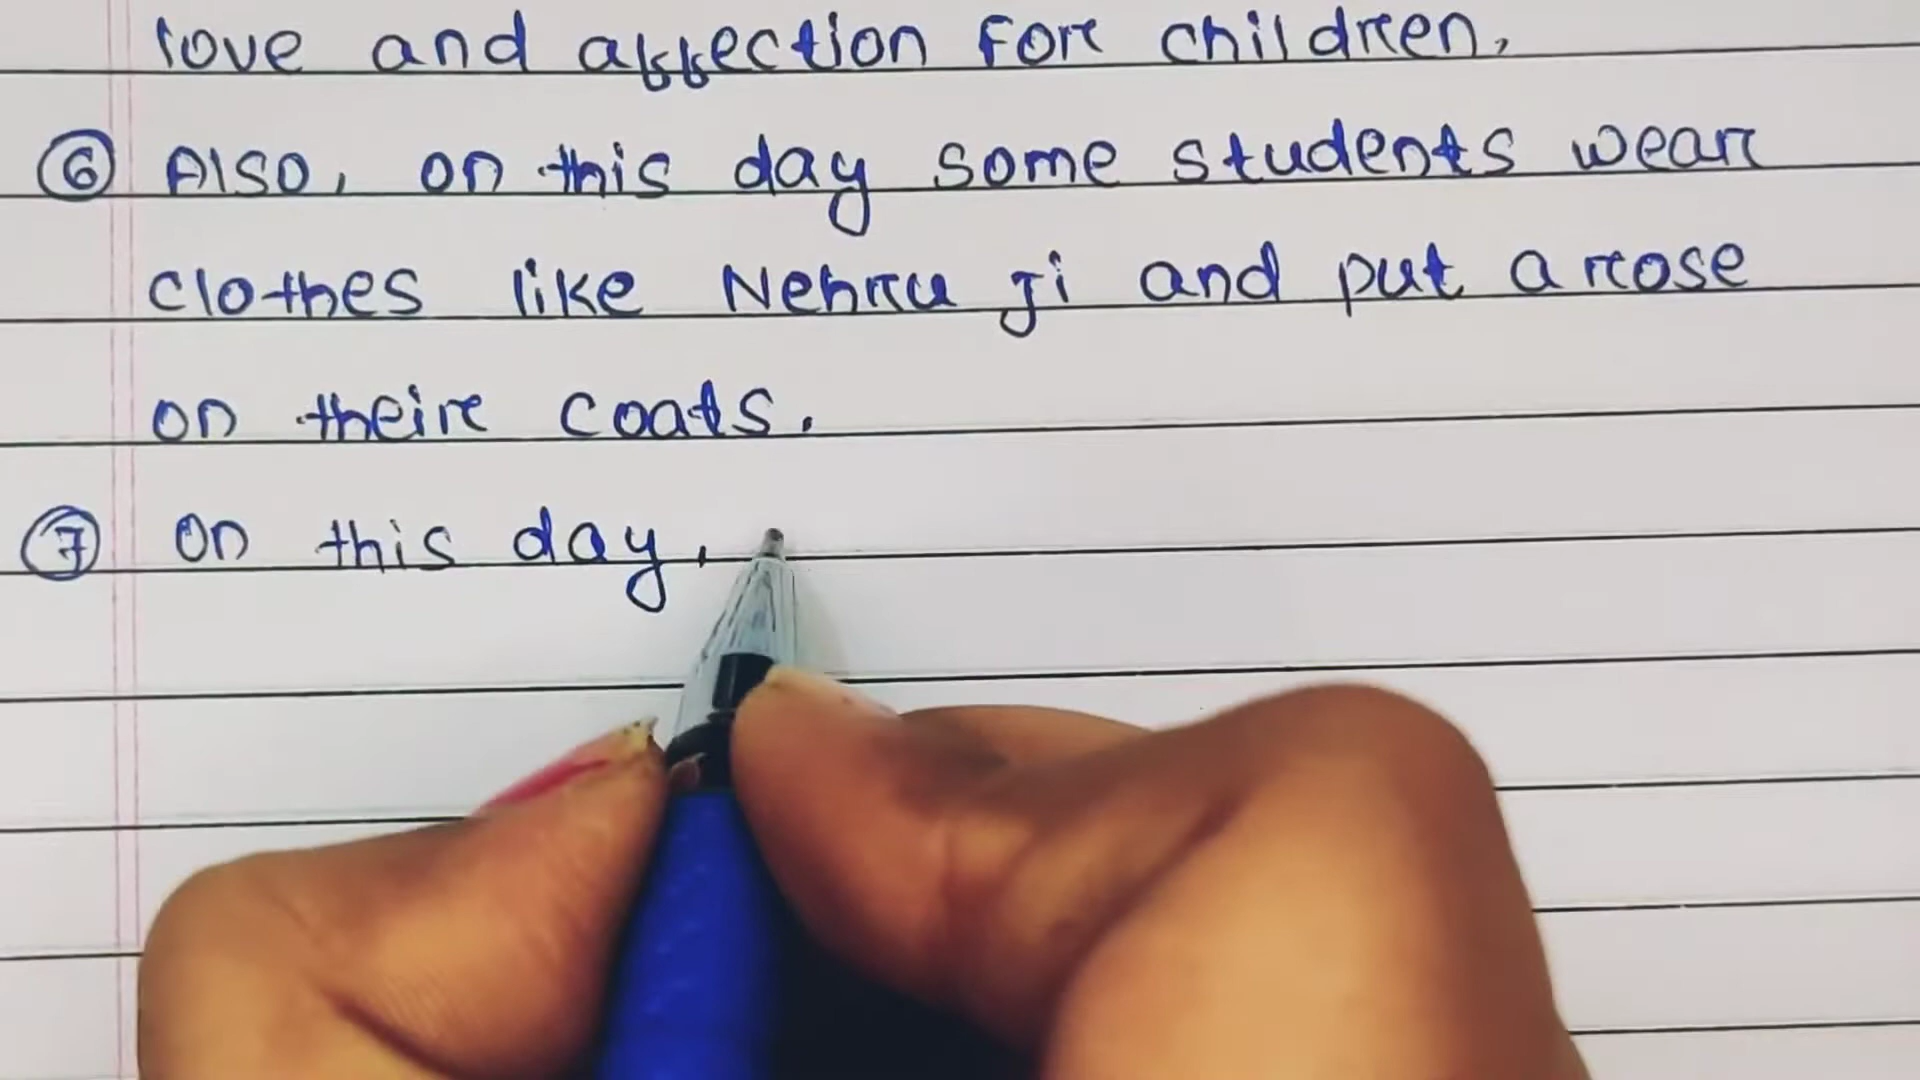 love and affection for children.
⑥ Also, on this day some students wear
clothes like Nehru Ji and put a rose
on their coats.
⑦ On this day,